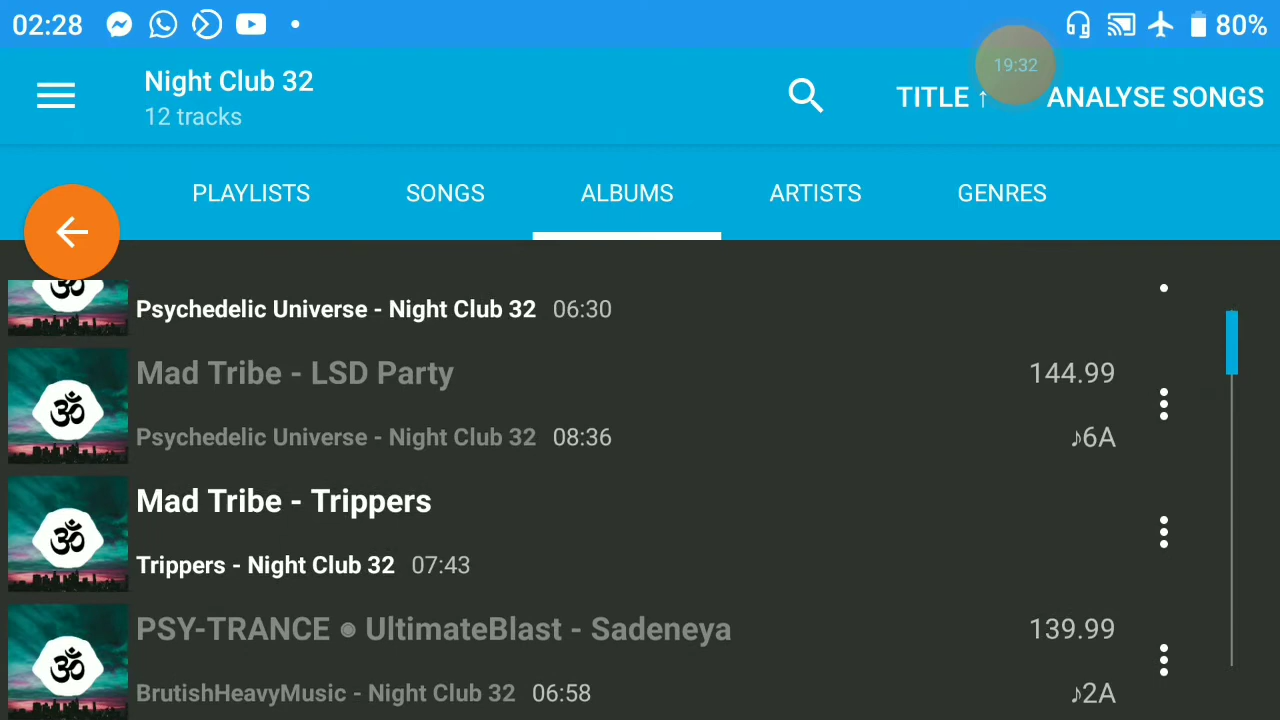 02:28
80%
19:32
Night Club 32
12 tracks
TITLE ↑
ANALYSE SONGS
PLAYLISTS
SONGS
ALBUMS
ARTISTS
GENRES
Psychedelic Universe - Night Club 32 06:30
Mad Tribe - LSD Party 144.99
Psychedelic Universe - Night Club 32 08:36 ♪6A
Mad Tribe - Trippers
Trippers - Night Club 32 07:43
PSY-TRANCE ◉ UltimateBlast - Sadeneya 139.99
BrutishHeavyMusic - Night Club 32 06:58 ♪2A
ॐ
ॐ
ॐ